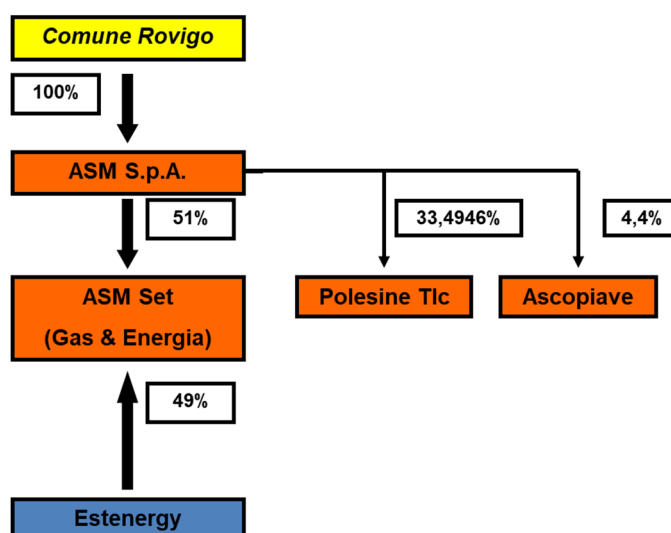 Comune Rovigo
100%
ASM S.p.A.
51%
33,4946%
4,4%
ASM Set
(Gas & Energia)
Polesine Tlc
Ascopiave
49%
Estenergy